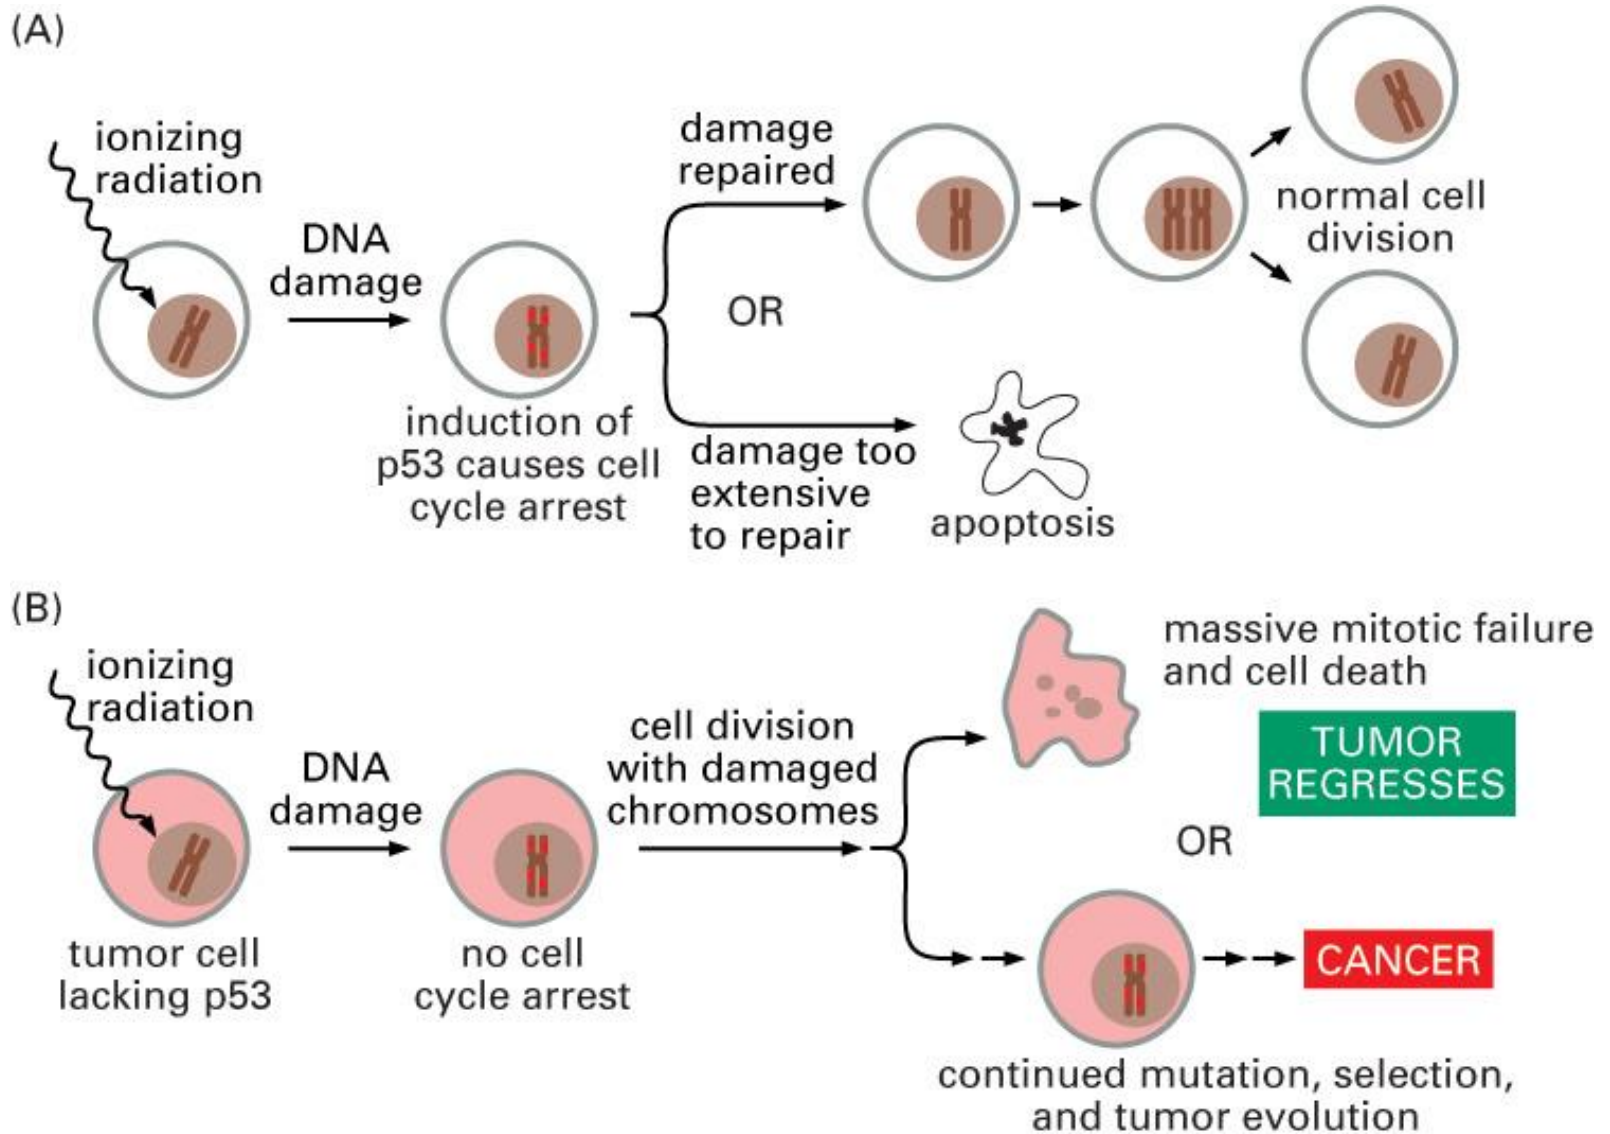 (A)
ionizing
radiation
DNA
damage
induction of
p53 causes cell
cycle arrest
damage
repaired
OR
damage too
extensive
to repair
apoptosis
normal cell
division
(B)
ionizing
radiation
tumor cell
lacking p53
DNA
damage
no cell
cycle arrest
cell division
with damaged
chromosomes
massive mitotic failure
and cell death
TUMOR
REGRESSES
OR
CANCER
continued mutation, selection,
and tumor evolution